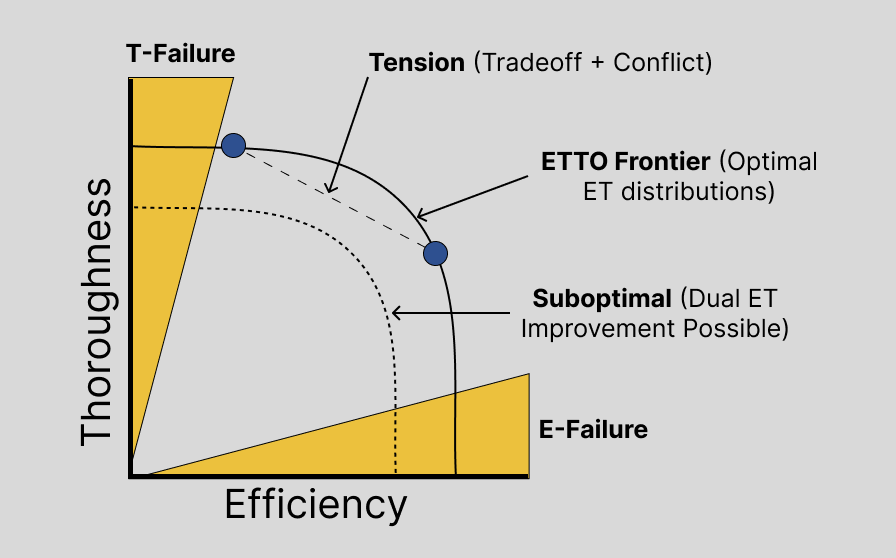 T-Failure
Tension (Tradeoff + Conflict)
ETTO Frontier (Optimal
ET distributions)
Thoroughness
Suboptimal (Dual ET
Improvement Possible)
E-Failure
Efficiency